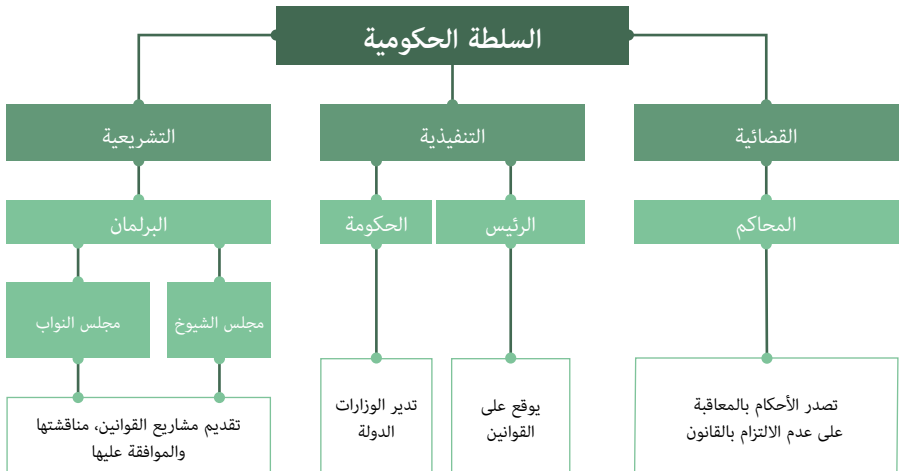 السلطة الحكومية
القضائية
التنفيذية
التشريعية
المحاكم
الرئيس
الحكومة
البرلمان
مجلس الشيوخ
مجلس النواب
تصدر الأحكام بالمعاقبة
على عدم الالتزام بالقانون
يوقع على
القوانين
تدير الوزارات
الدولة
تقديم مشاريع القوانين، مناقشتها
والموافقة عليها